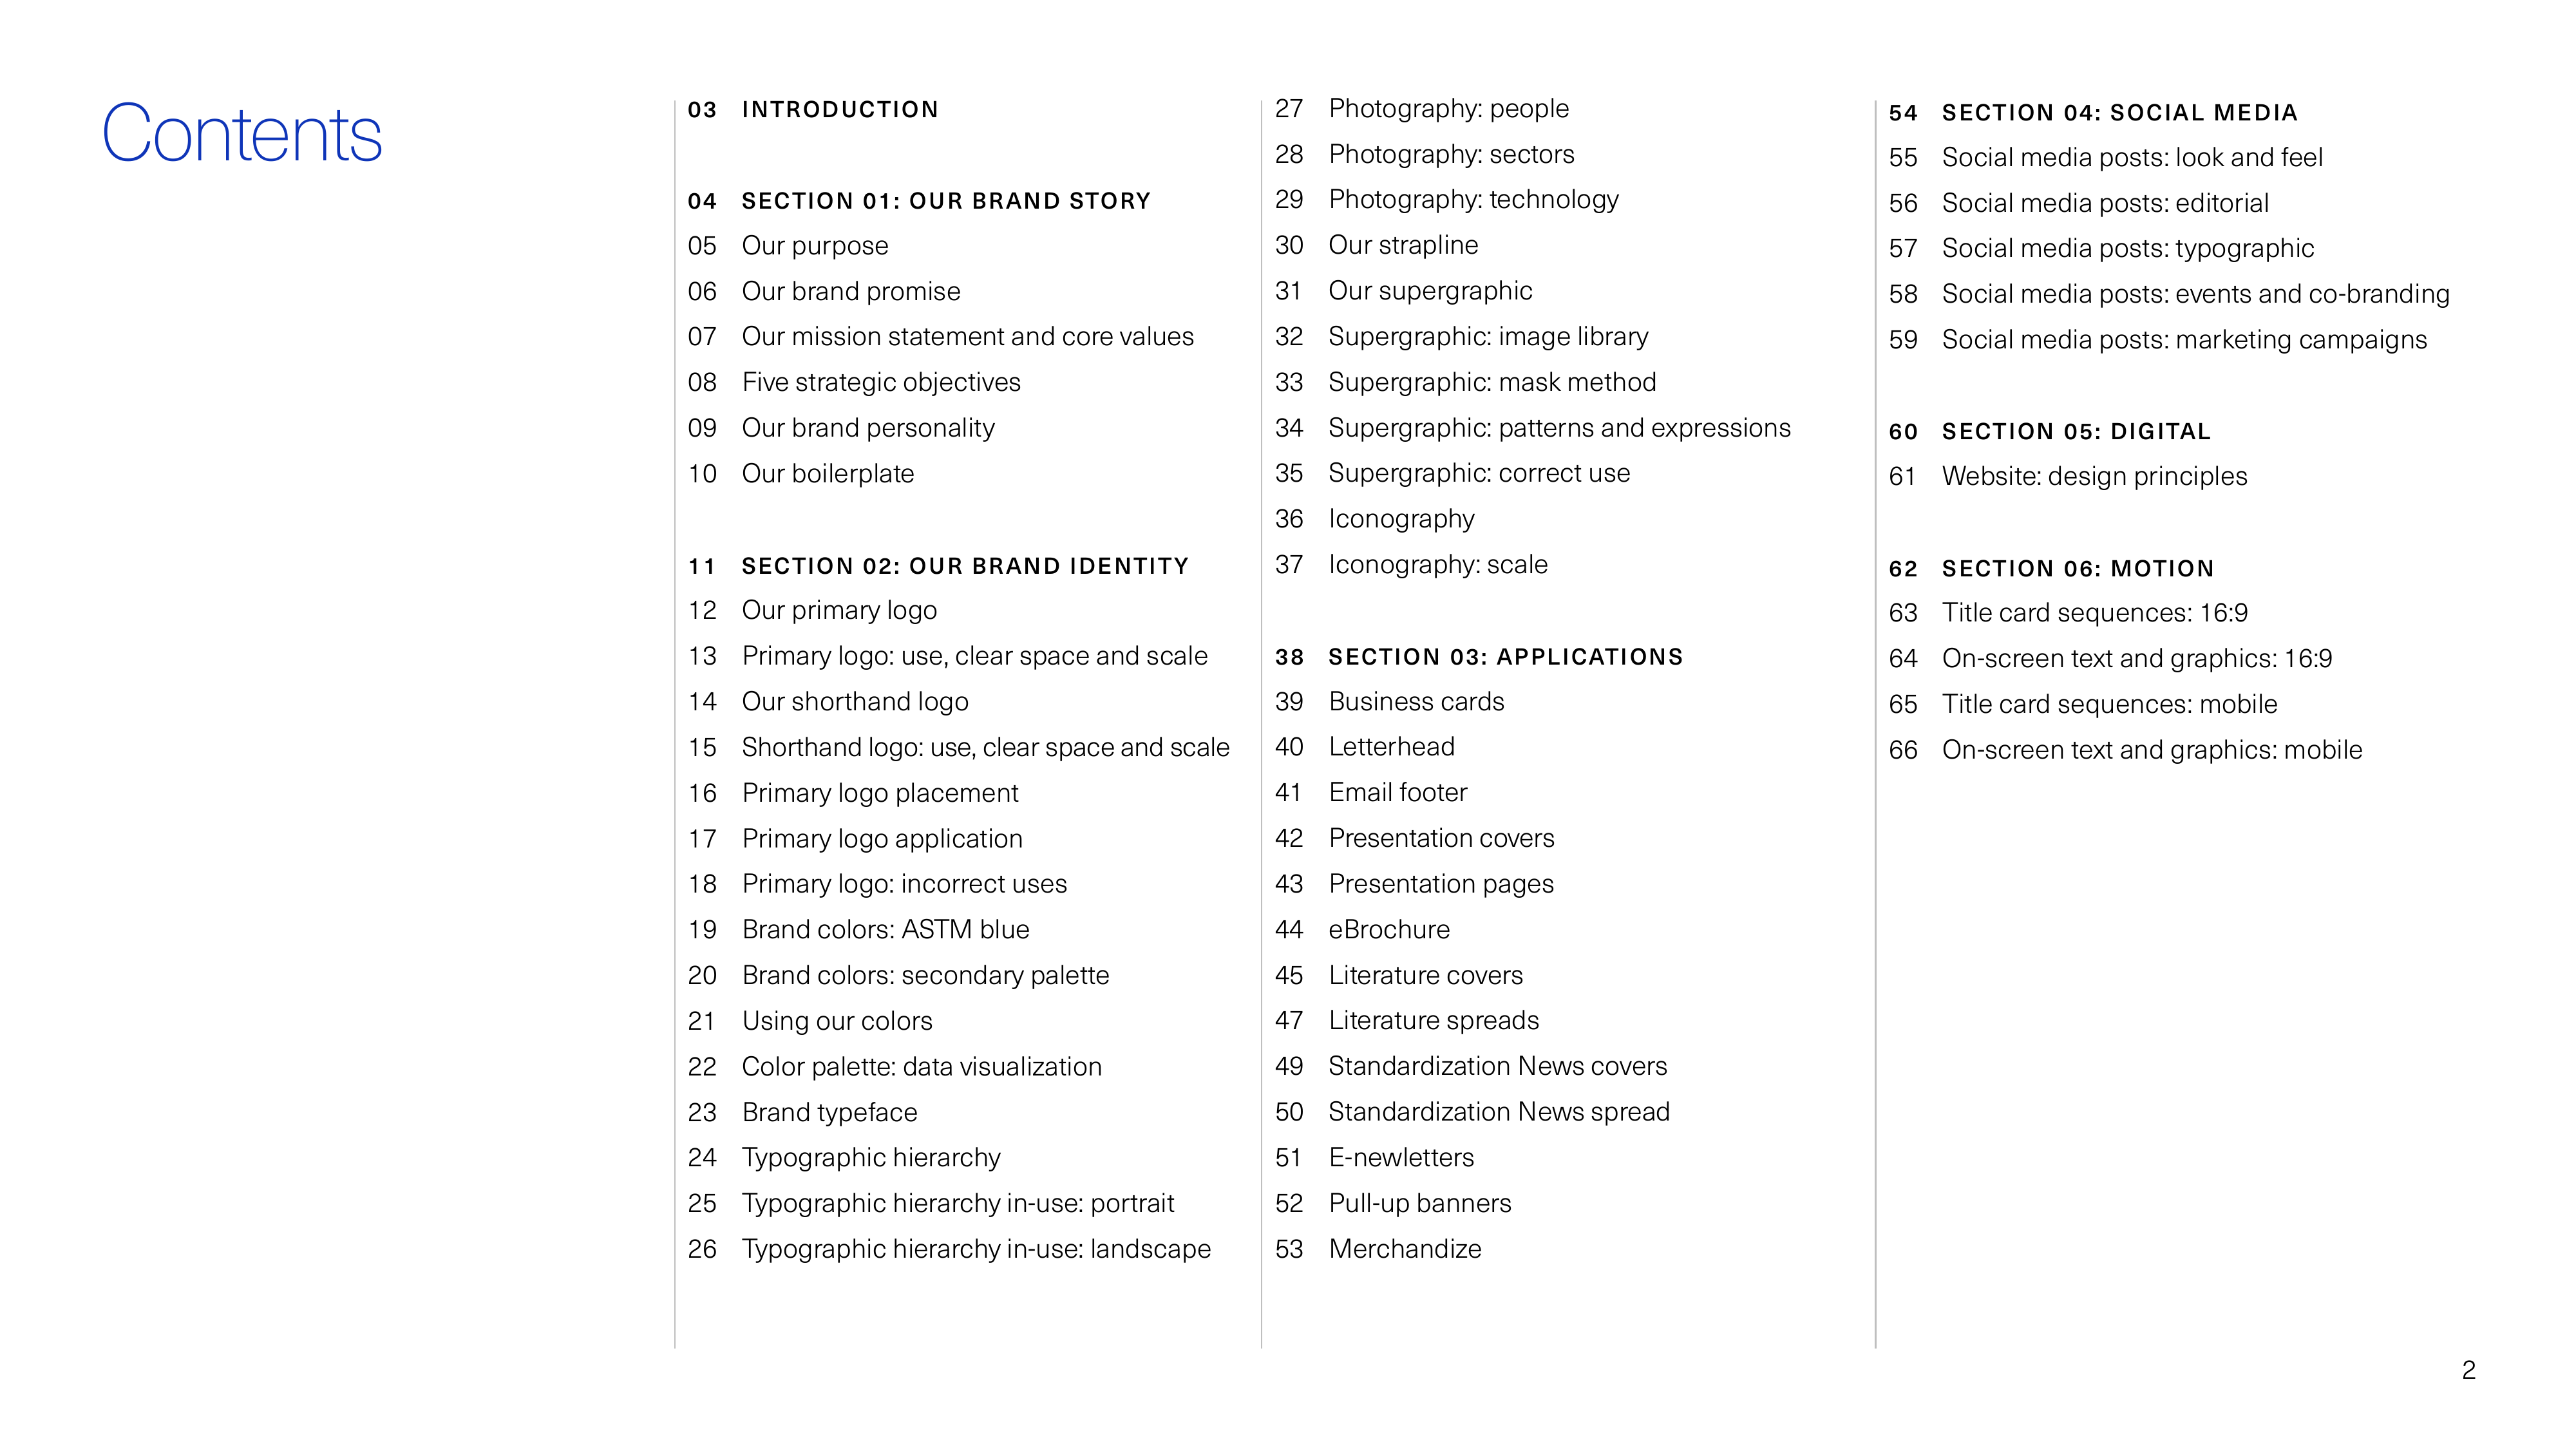 Contents
03 INTRODUCTION
04 SECTION 01: OUR BRAND STORY
05 Our purpose
06 Our brand promise
07 Our mission statement and core values
08 Five strategic objectives
09 Our brand personality
10 Our boilerplate
11 SECTION 02: OUR BRAND IDENTITY
12 Our primary logo
13 Primary logo: use, clear space and scale
14 Our shorthand logo
15 Shorthand logo: use, clear space and scale
16 Primary logo placement
17 Primary logo application
18 Primary logo: incorrect uses
19 Brand colors: ASTM blue
20 Brand colors: secondary palette
21 Using our colors
22 Color palette: data visualization
23 Brand typeface
24 Typographic hierarchy
25 Typographic hierarchy in-use: portrait
26 Typographic hierarchy in-use: landscape
27 Photography: people
28 Photography: sectors
29 Photography: technology
30 Our strapline
31 Our supergraphic
32 Supergraphic: image library
33 Supergraphic: mask method
34 Supergraphic: patterns and expressions
35 Supergraphic: correct use
36 Iconography
37 Iconography: scale
38 SECTION 03: APPLICATIONS
39 Business cards
40 Letterhead
41 Email footer
42 Presentation covers
43 Presentation pages
44 eBrochure
45 Literature covers
47 Literature spreads
49 Standardization News covers
50 Standardization News spread
51 E-newletters
52 Pull-up banners
53 Merchandize
54 SECTION 04: SOCIAL MEDIA
55 Social media posts: look and feel
56 Social media posts: editorial
57 Social media posts: typographic
58 Social media posts: events and co-branding
59 Social media posts: marketing campaigns
60 SECTION 05: DIGITAL
61 Website: design principles
62 SECTION 06: MOTION
63 Title card sequences: 16:9
64 On-screen text and graphics: 16:9
65 Title card sequences: mobile
66 On-screen text and graphics: mobile
2